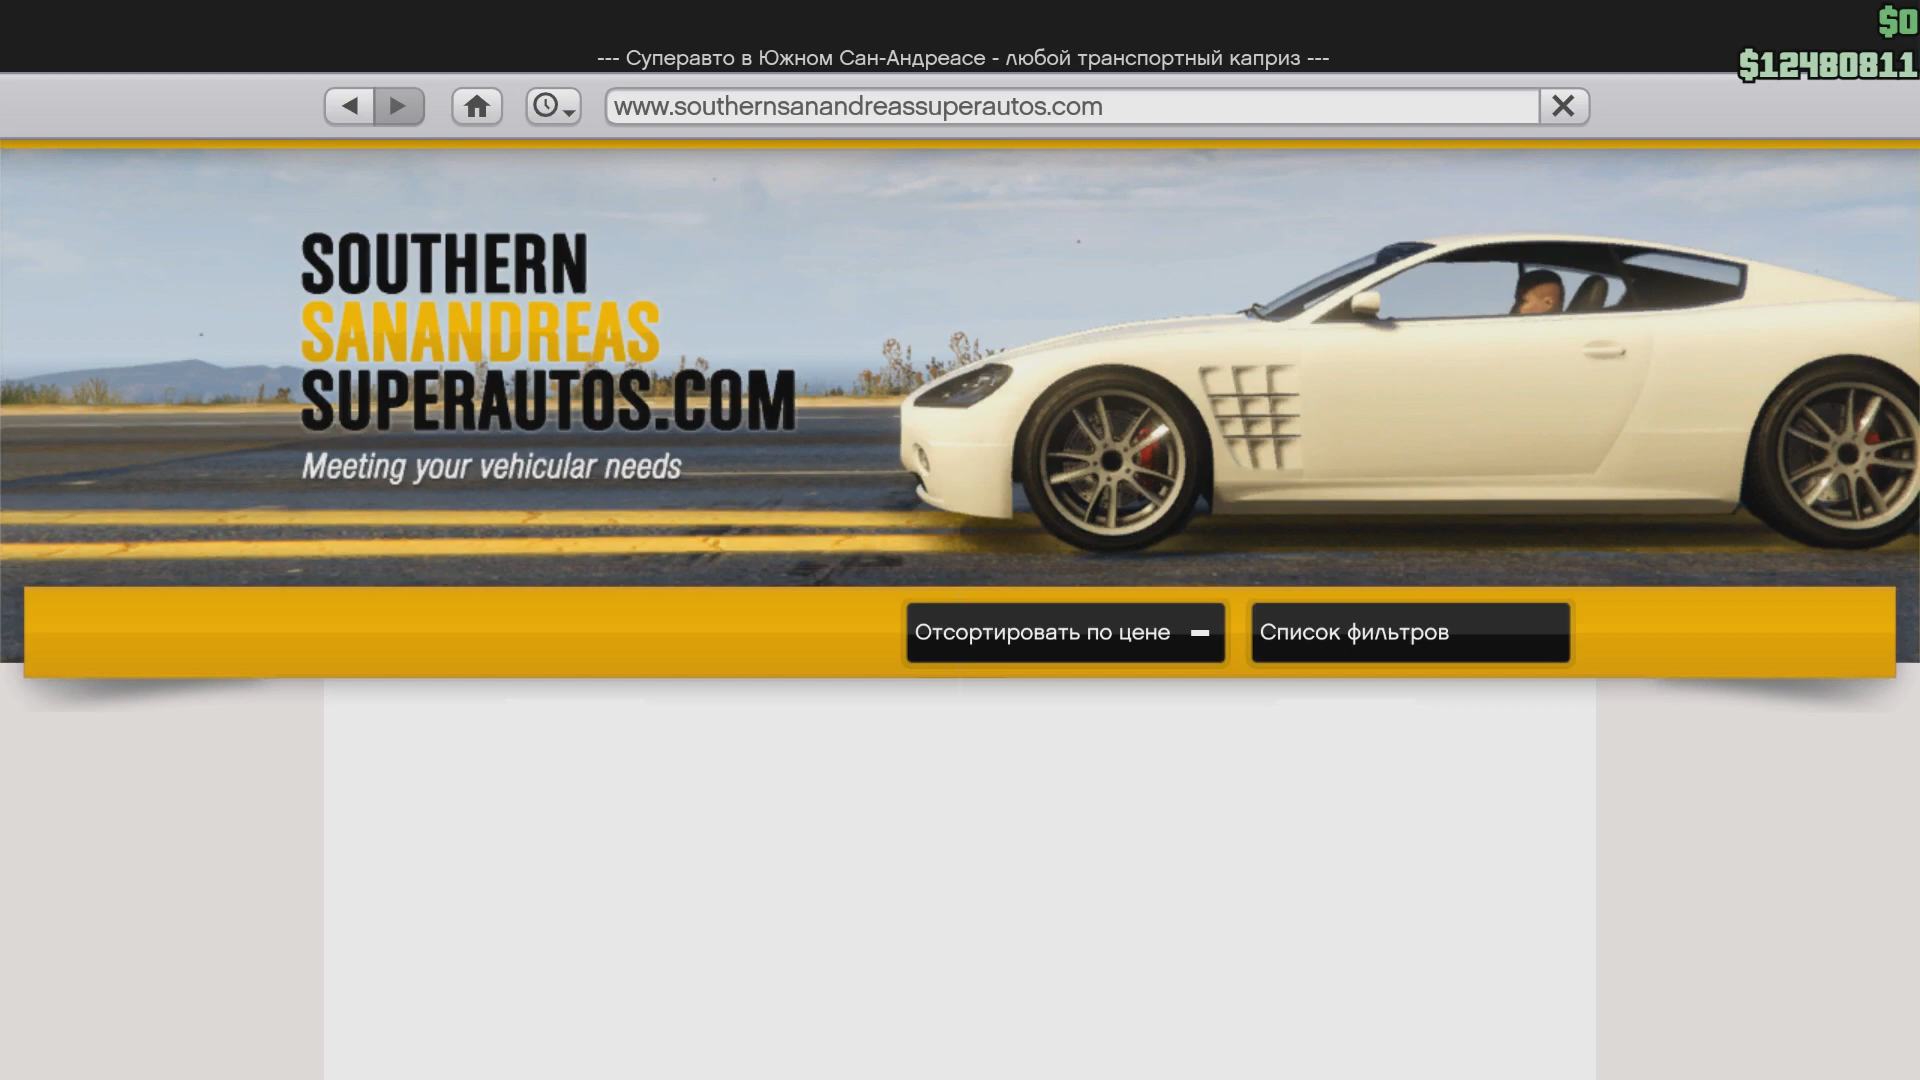 $0
--- Суперавто в Южном Сан-Андреасе - любой транспортный каприз ---
$12480811
www.southernsanandreassuperautos.com
SOUTHERN
SANANDREAS
SUPERAUTOS.COM
Meeting your vehicular needs
Отсортировать по цене
Список фильтров